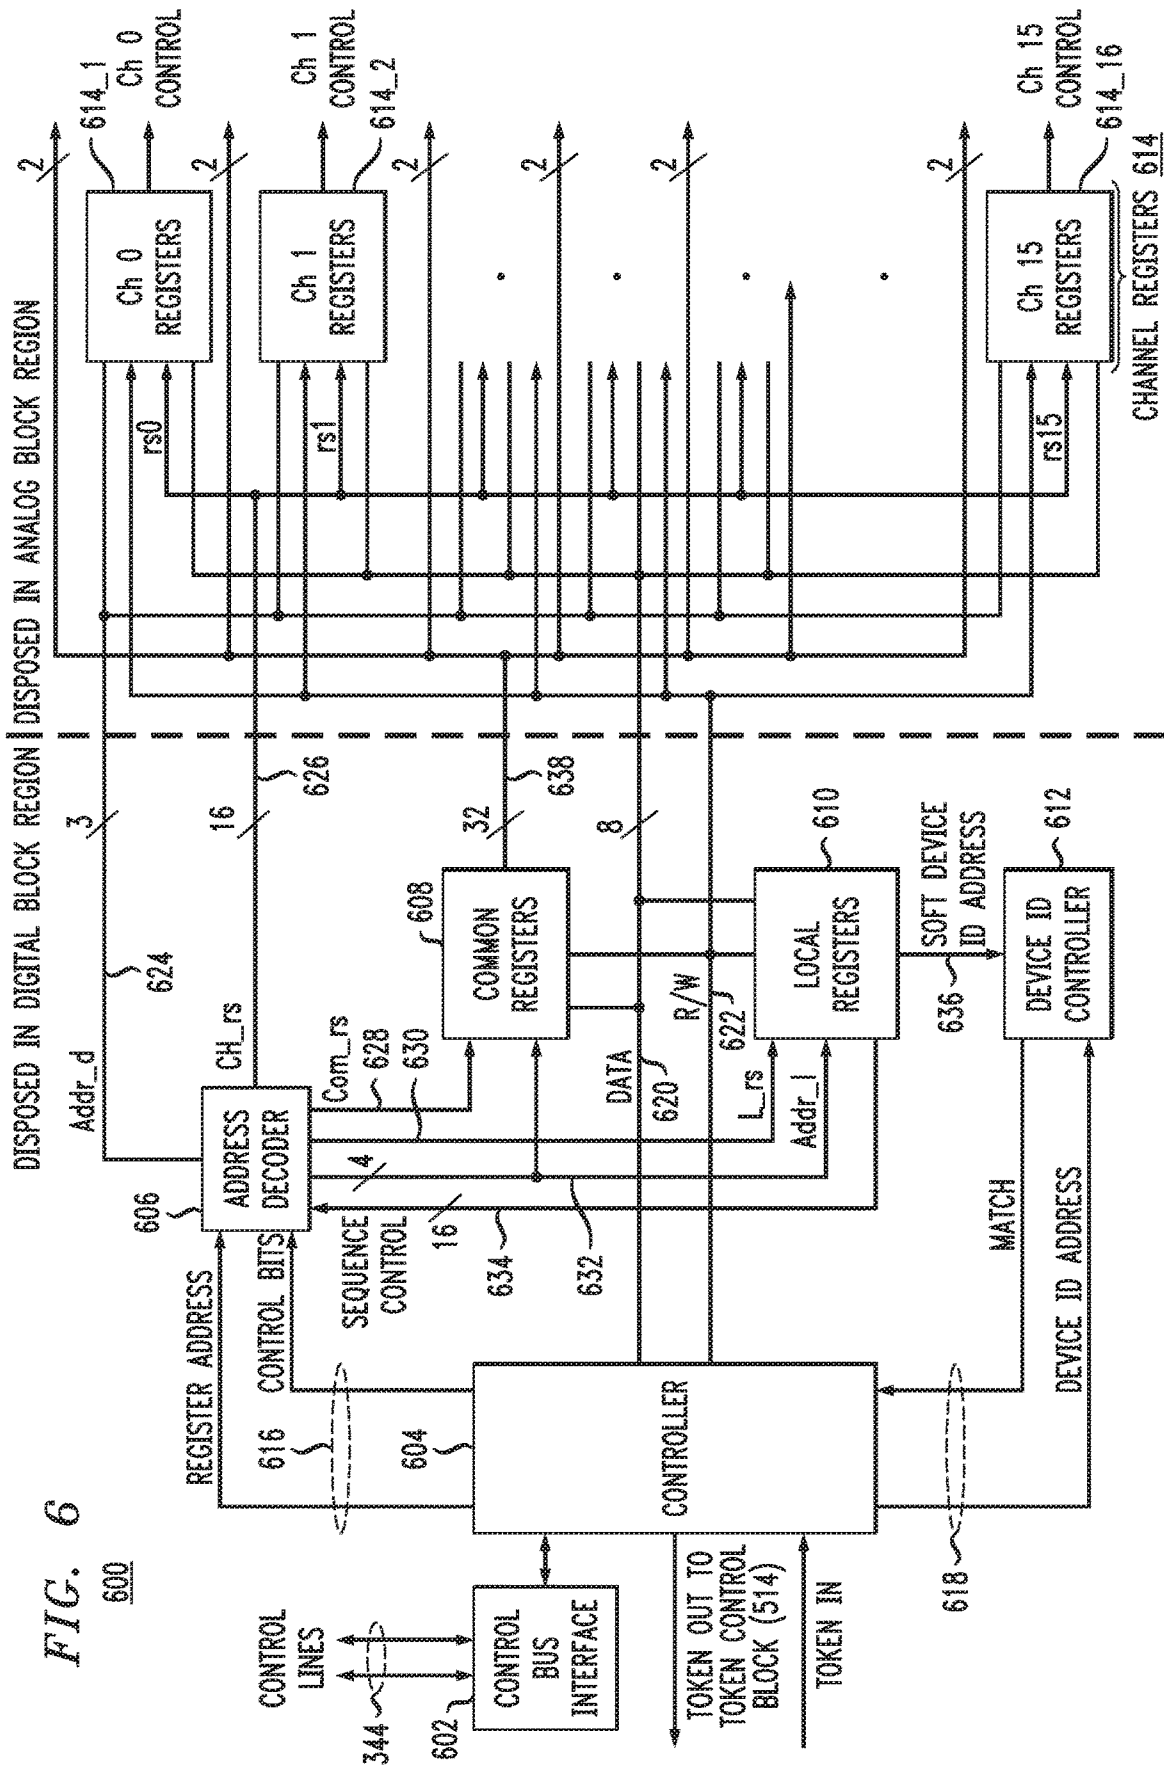 FIG. 6
600
DISPOSED IN DIGITAL BLOCK REGION
DISPOSED IN ANALOG BLOCK REGION
CONTROL
LINES
344
602
CONTROL
BUS
INTERFACE
TOKEN OUT TO
TOKEN CONTROL
BLOCK (514)
TOKEN IN
604
CONTROLLER
REGISTER ADDRESS
CONTROL BITS
616
618
MATCH
DEVICE ID ADDRESS
606
ADDRESS
DECODER
SEQUENCE
CONTROL
16
634
632
4
Addr_d
624
3
CH_rs
16
626
Com_rs
628
630
608
COMMON
REGISTERS
32
638
DATA
620
8
R/W
622
L_rs
Addr_l
LOCAL
REGISTERS
610
636
SOFT DEVICE
ID ADDRESS
DEVICE ID
CONTROLLER
612
rs0
Ch 0
REGISTERS
614_1
Ch 0
CONTROL
2
rs1
Ch 1
REGISTERS
614_2
Ch 1
CONTROL
2
2
2
2
2
rs15
Ch 15
REGISTERS
614_16
Ch 15
CONTROL
CHANNEL REGISTERS 614